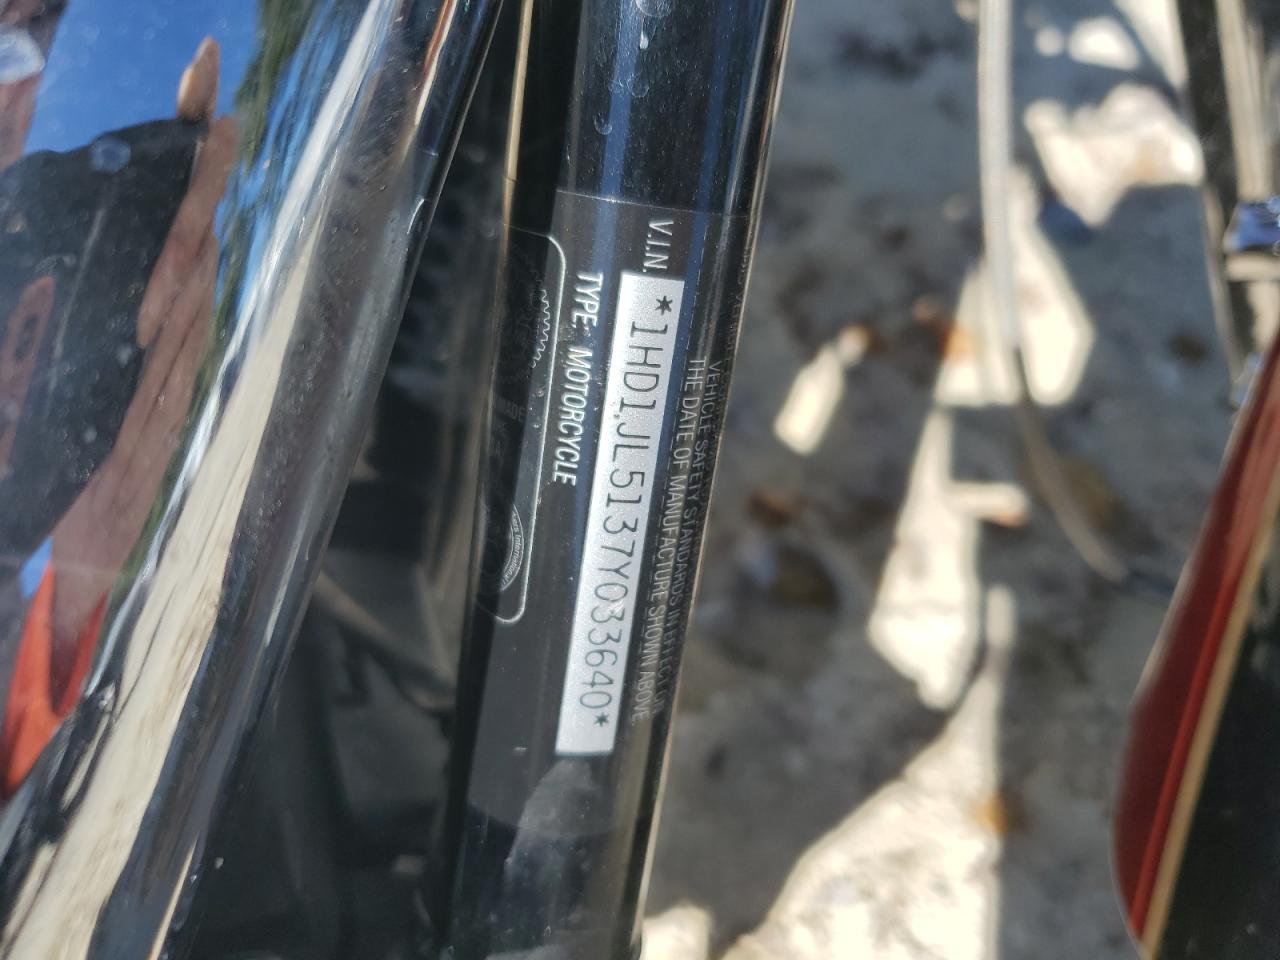 VEHICLE SAFETY STANDARDS IN EFFECT ON
THE DATE OF MANUFACTURE SHOWN ABOVE
V.I.N. *1HD1JL5137Y033640*
TYPE: MOTORCYCLE